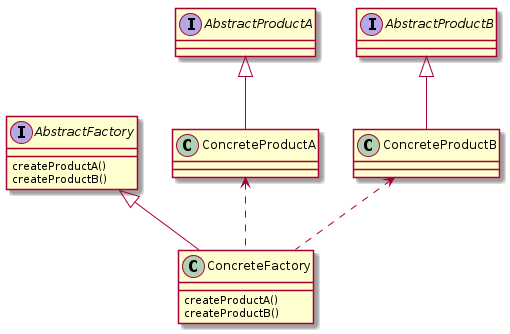 I AbstractProductA
I AbstractProductB
I AbstractFactory
createProductA()
createProductB()
C ConcreteProductA
C ConcreteProductB
C ConcreteFactory
createProductA()
createProductB()